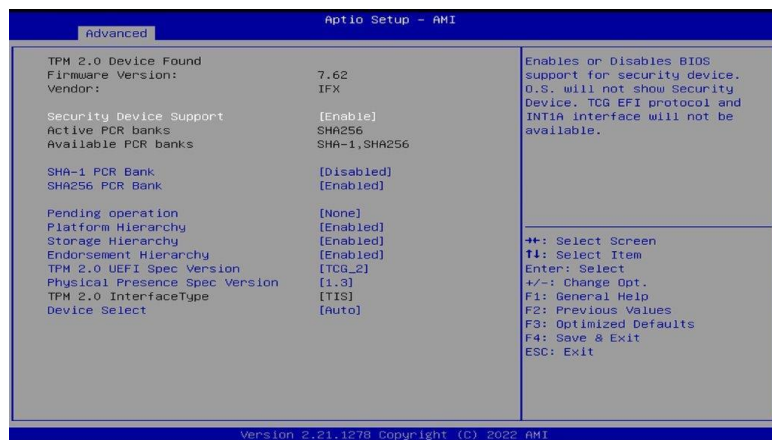 Aptio Setup - AMI
Advanced
TPM 2.0 Device Found
Firmware Version: 7.62
Vendor: IFX
Security Device Support [Enable]
Active PCR banks SHA256
Available PCR banks SHA-1,SHA256
SHA-1 PCR Bank [Disabled]
SHA256 PCR Bank [Enabled]
Pending operation [None]
Platform Hierarchy [Enabled]
Storage Hierarchy [Enabled]
Endorsement Hierarchy [Enabled]
TPM 2.0 UEFI Spec Version [TCG_2]
Physical Presence Spec Version [1.3]
TPM 2.0 InterfaceType [TIS]
Device Select [Auto]
Enables or Disables BIOS
support for security device.
O.S. will not show Security
Device. TCG EFI protocol and
INT1A interface will not be
available.
→←: Select Screen
↑↓: Select Item
Enter: Select
+/-: Change Opt.
F1: General Help
F2: Previous Values
F3: Optimized Defaults
F4: Save & Exit
ESC: Exit
Version 2.21.1278 Copyright (C) 2022 AMI